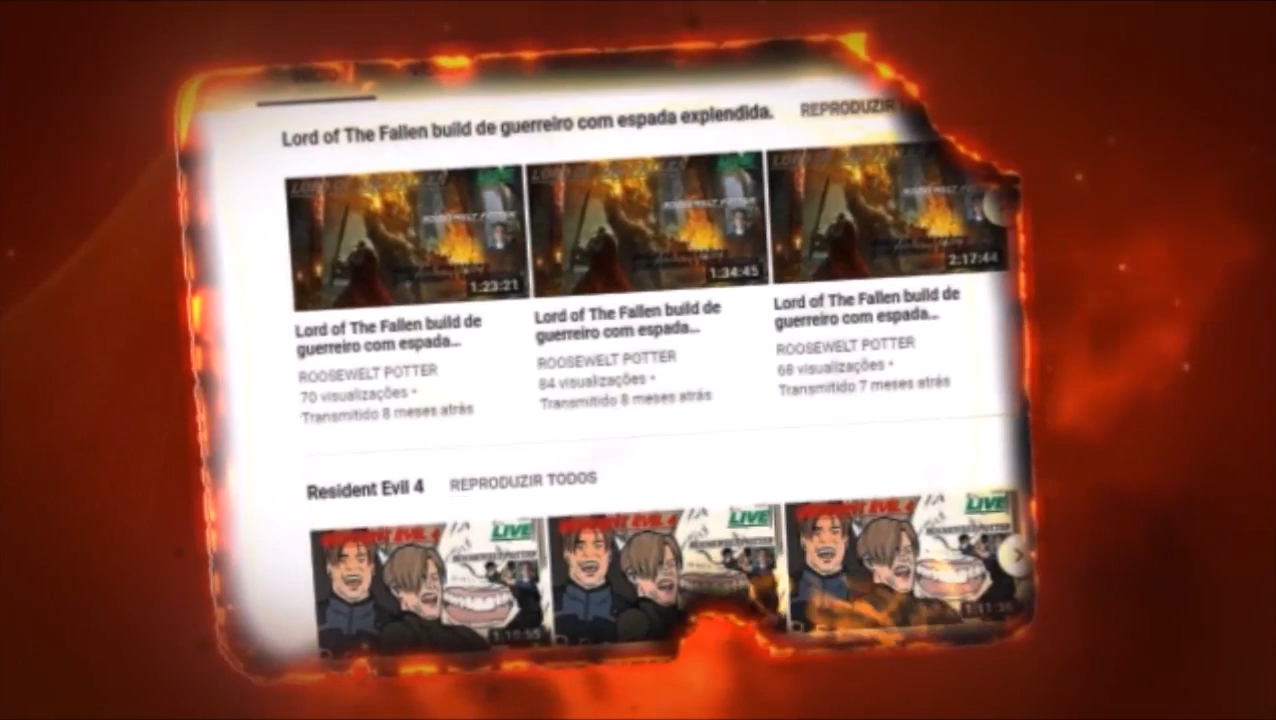 Lord of The Fallen build de guerreiro com espada explendida. REPRODUZIR
1:23:21
1:34:45
2:17:44
Lord of The Fallen build de
guerreiro com espada...
ROOSEWELT POTTER
70 visualizações •
Transmitido 8 meses atrás
Lord of The Fallen build de
guerreiro com espada...
ROOSEWELT POTTER
84 visualizações •
Transmitido 8 meses atrás
Lord of The Fallen build de
guerreiro com espada...
ROOSEWELT POTTER
68 visualizações •
Transmitido 7 meses atrás
Resident Evil 4 REPRODUZIR TODOS
LIVE
LIVE
LIVE
ROOSEWELT POTTER
1:10:55